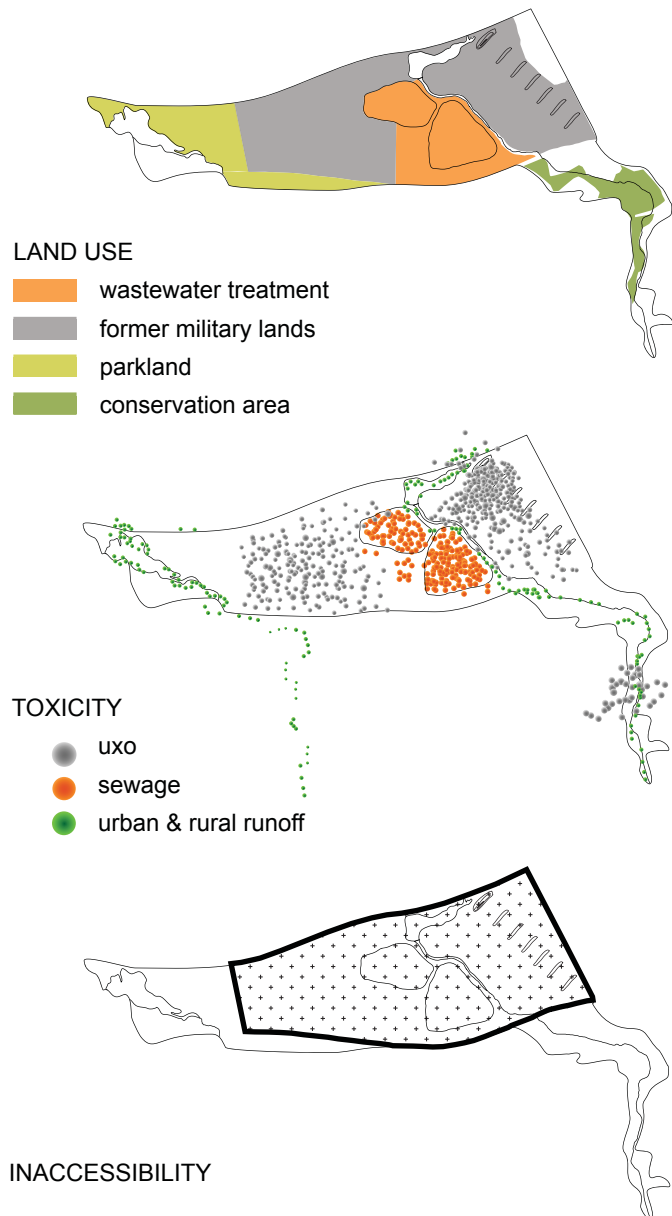 LAND USE
wastewater treatment
former military lands
parkland
conservation area
TOXICITY
uxo
sewage
urban & rural runoff
INACCESSIBILITY